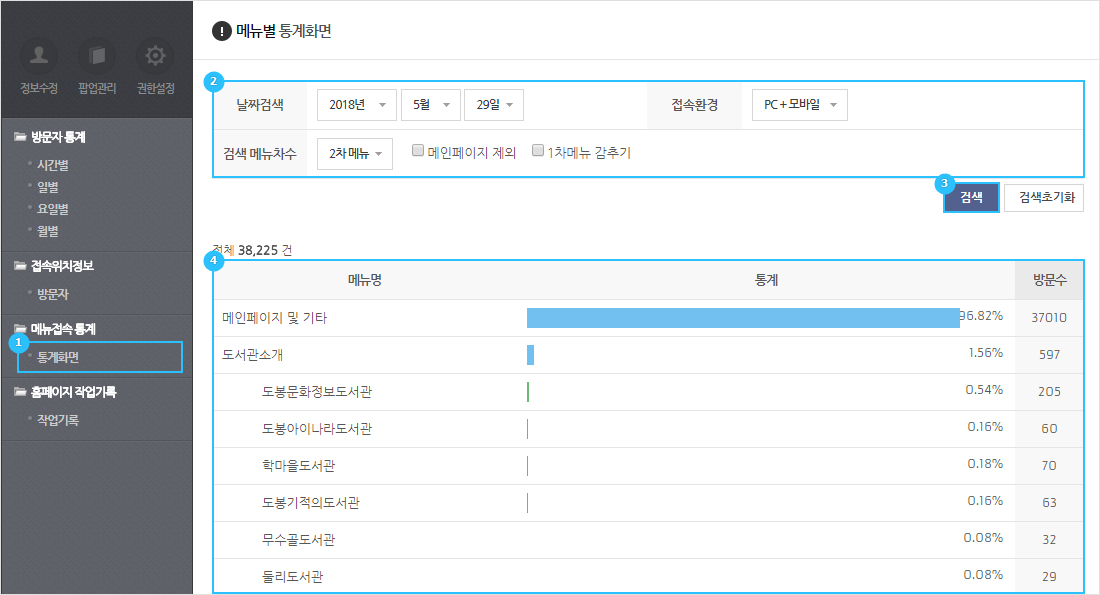 정보수정 팝업관리 권한설정
방문자 통계
시간별
일별
요일별
월별
접속위치정보
방문자
메뉴접속 통계
1
통계화면
홈페이지 작업기록
작업기록
! 메뉴별 통계화면
2
날짜검색 2018년 5월 29일 접속환경 PC + 모바일
검색 메뉴차수 2차 메뉴 메인페이지 제외 1차메뉴 감추기
3
검색 검색초기화
전체 38,225 건
4
메뉴명 통계 방문수
메인페이지 및 기타 96.82% 37010
도서관소개 1.56% 597
도봉문화정보도서관 0.54% 205
도봉아이나라도서관 0.16% 60
학마을도서관 0.18% 70
도봉기적의도서관 0.16% 63
무수골도서관 0.08% 32
둘리도서관 0.08% 29